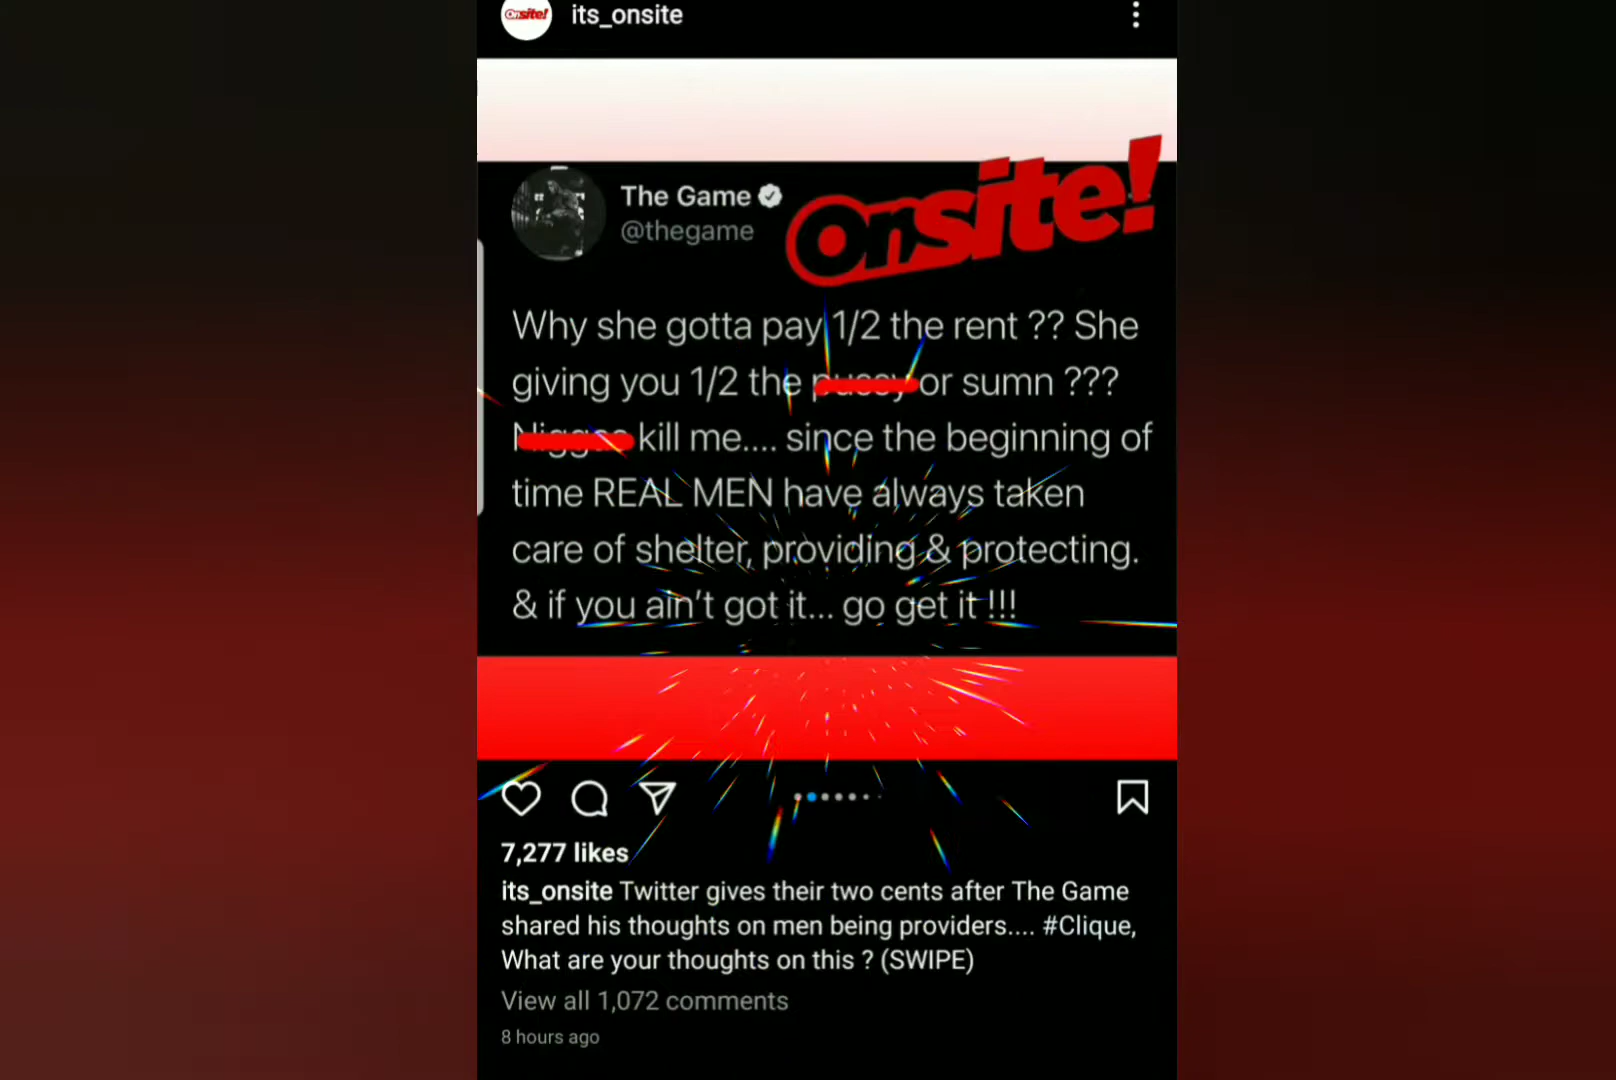 Onsite!
its_onsite
Onsite!
The Game
@thegame
Why she gotta pay 1/2 the rent ?? She
giving you 1/2 the pussy or sumn ???
Niggas kill me.... since the beginning of
time REAL MEN have always taken
care of shelter, providing & protecting.
& if you ain't got it... go get it !!!
7,277 likes
its_onsite Twitter gives their two cents after The Game
shared his thoughts on men being providers.... #Clique,
What are your thoughts on this ? (SWIPE)
View all 1,072 comments
8 hours ago